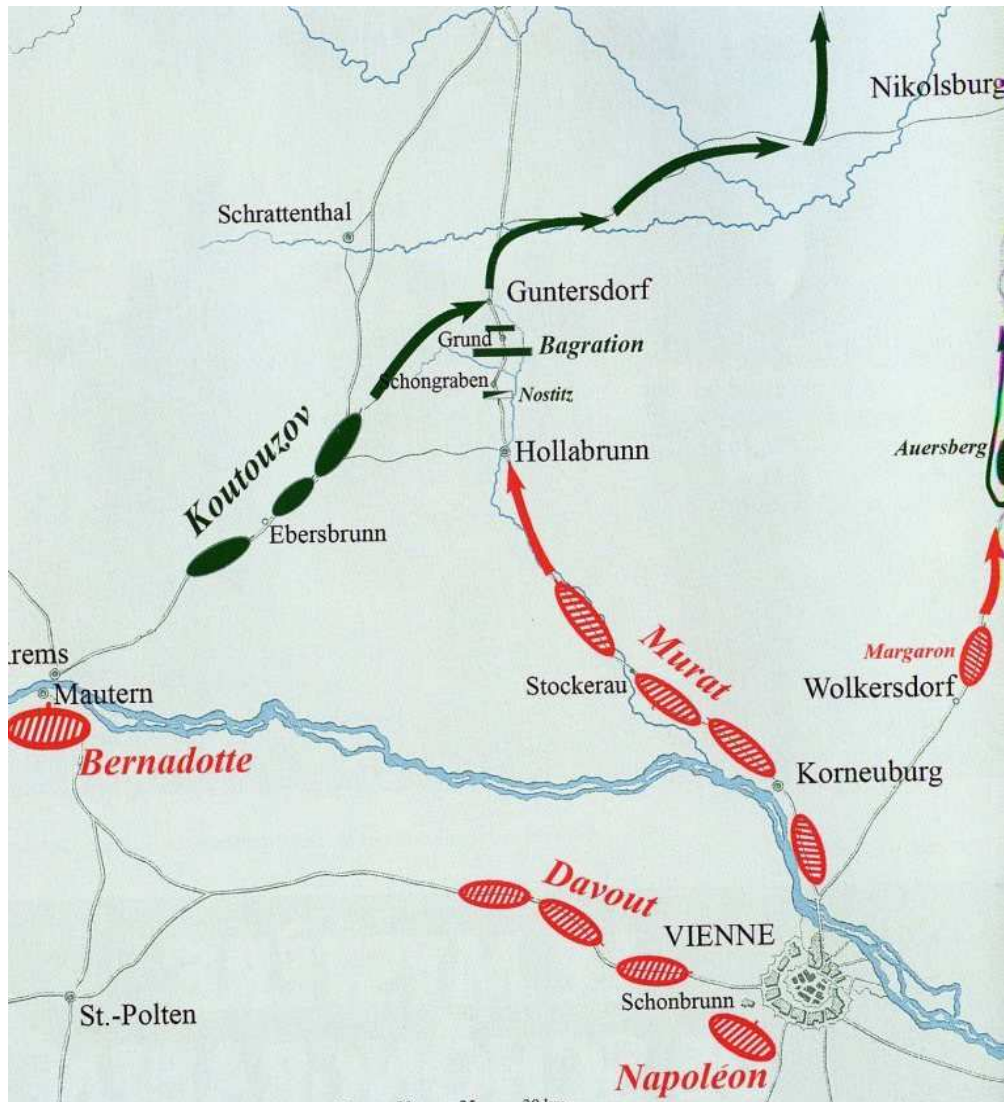 Nikolsburg
Schrattenthal
Guntersdorf
Grund
Bagration
Schongraben
Nostitz
Koutouzov
Hollabrunn
Auersberg
Ebersbrunn
Murat
Margaron
Stockerau
Wolkersdorf
rems
Mautern
Bernadotte
Korneuburg
Davout
VIENNE
Schonbrunn
St.-Polten
Napoléon